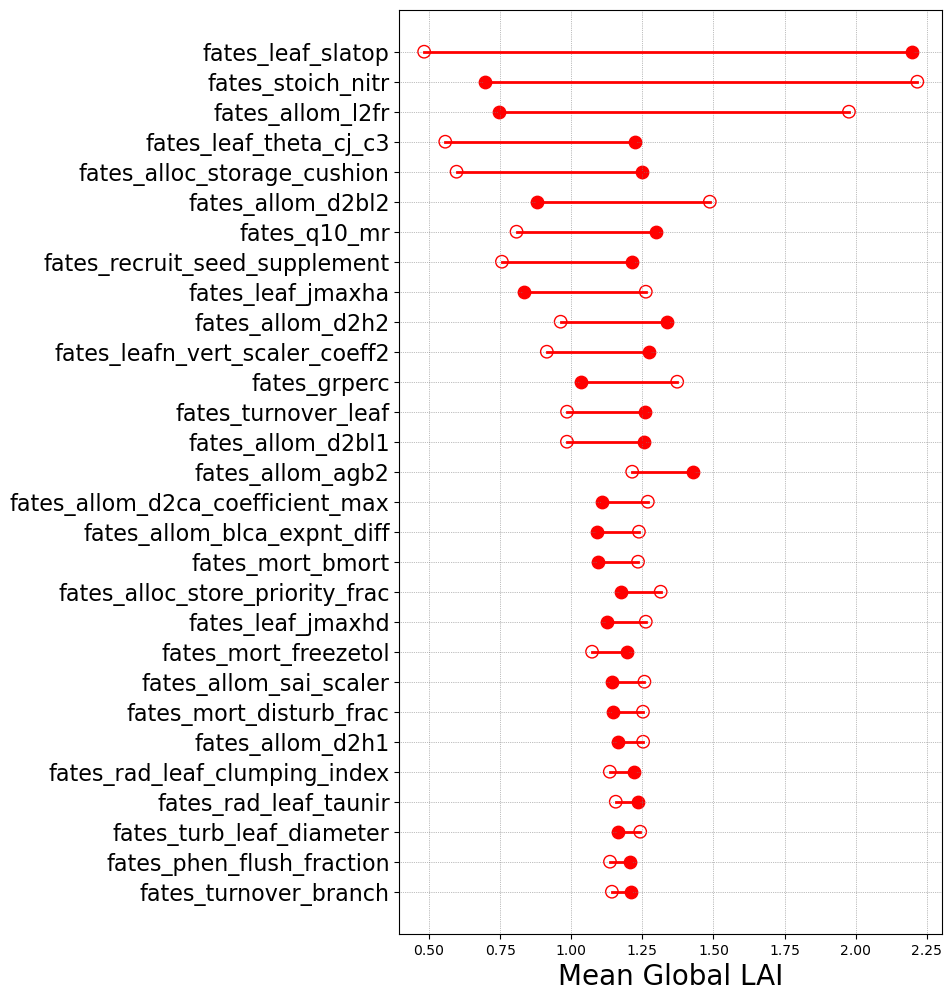 fates_leaf_slatop
fates_stoich_nitr
fates_allom_l2fr
fates_leaf_theta_cj_c3
fates_alloc_storage_cushion
fates_allom_d2bl2
fates_q10_mr
fates_recruit_seed_supplement
fates_leaf_jmaxha
fates_allom_d2h2
fates_leafn_vert_scaler_coeff2
fates_grperc
fates_turnover_leaf
fates_allom_d2bl1
fates_allom_agb2
fates_allom_d2ca_coefficient_max
fates_allom_blca_expnt_diff
fates_mort_bmort
fates_alloc_store_priority_frac
fates_leaf_jmaxhd
fates_mort_freezetol
fates_allom_sai_scaler
fates_mort_disturb_frac
fates_allom_d2h1
fates_rad_leaf_clumping_index
fates_rad_leaf_taunir
fates_turb_leaf_diameter
fates_phen_flush_fraction
fates_turnover_branch
0.50 0.75 1.00 1.25 1.50 1.75 2.00 2.25
Mean Global LAI